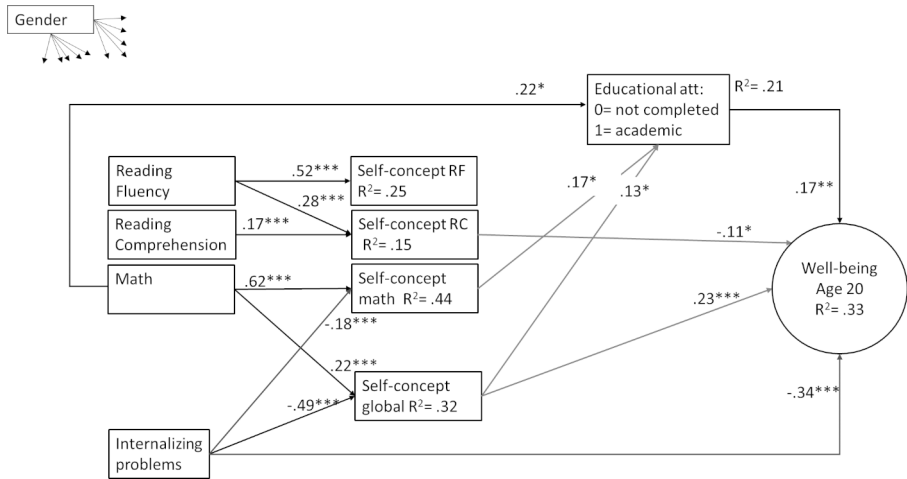 Gender
.22*
Educational att:
0= not completed
1= academic
R²= .21
Reading
Fluency
.52***
Self-concept RF
R²= .25
.17*
.13*
.17**
.28***
Reading
Comprehension
.17***
Self-concept RC
R²= .15
-.11*
Math
.62***
Self-concept
math R²= .44
Well-being
Age 20
R²= .33
-.18***
.23***
.22***
Self-concept
global R²= .32
-.49***
-.34***
Internalizing
problems